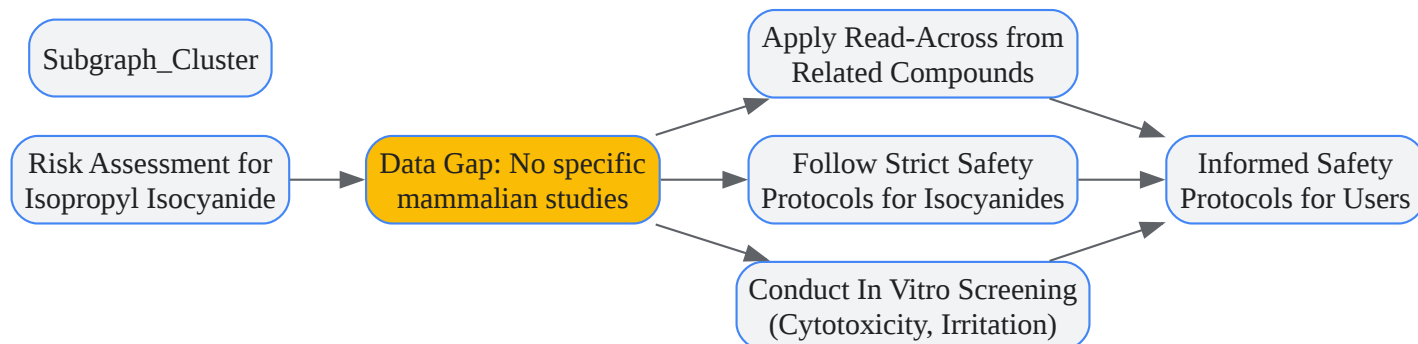 Subgraph_Cluster
Risk Assessment for
Isopropyl Isocyanide
Data Gap: No specific
mammalian studies
Apply Read-Across from
Related Compounds
Follow Strict Safety
Protocols for Isocyanides
Conduct In Vitro Screening
(Cytotoxicity, Irritation)
Informed Safety
Protocols for Users